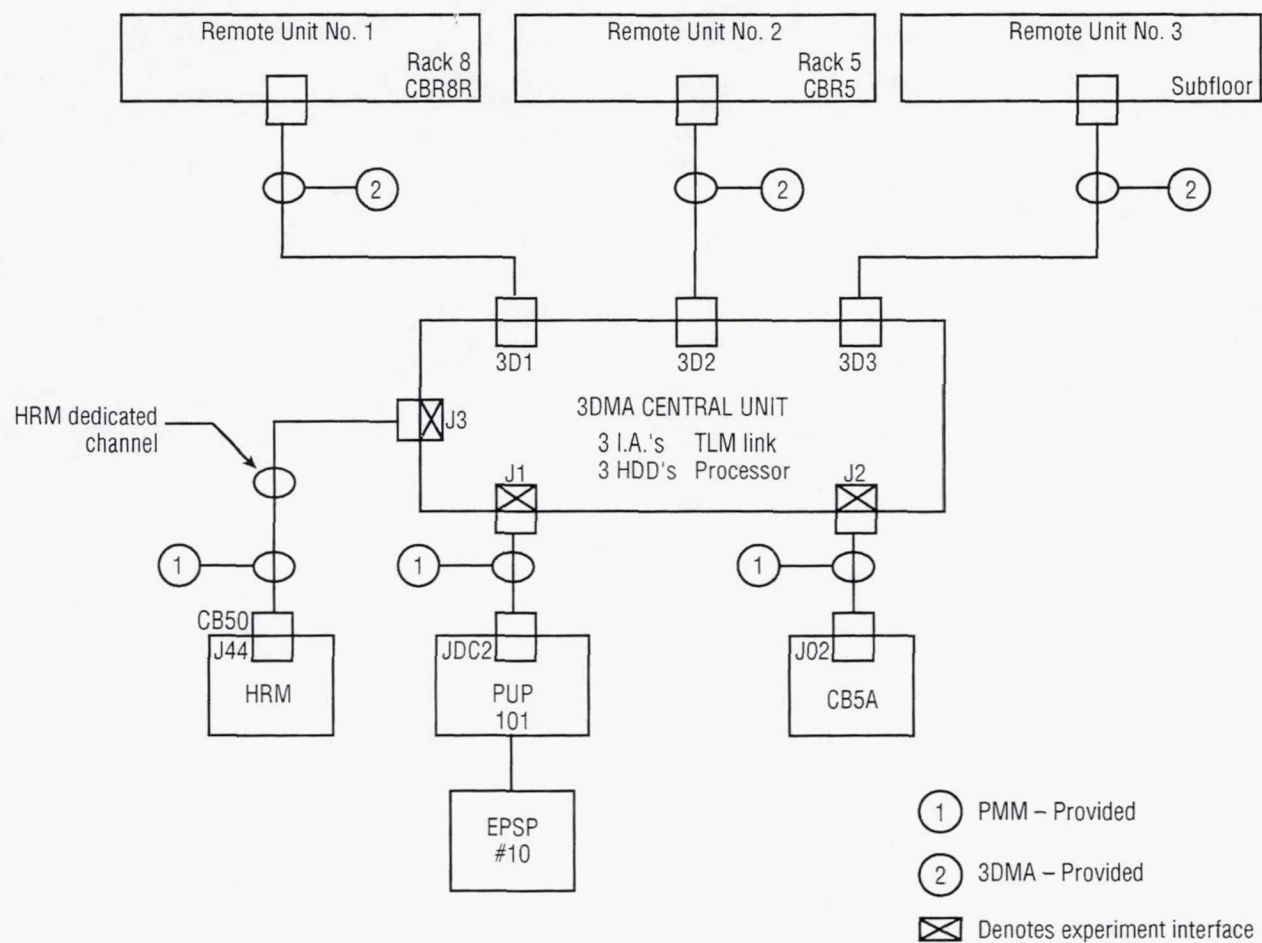 Remote Unit No. 1
Rack 8
CBR8R
Remote Unit No. 2
Rack 5
CBR5
Remote Unit No. 3
Subfloor
2
2
2
3D1
3D2
3D3
HRM dedicated
channel
J3
3DMA CENTRAL UNIT
3 I.A.'s TLM link
3 HDD's Processor
J1
J2
1
1
1
CB50
J44
HRM
JDC2
PUP
101
J02
CB5A
EPSP
#10
1 PMM – Provided
2 3DMA – Provided
Denotes experiment interface